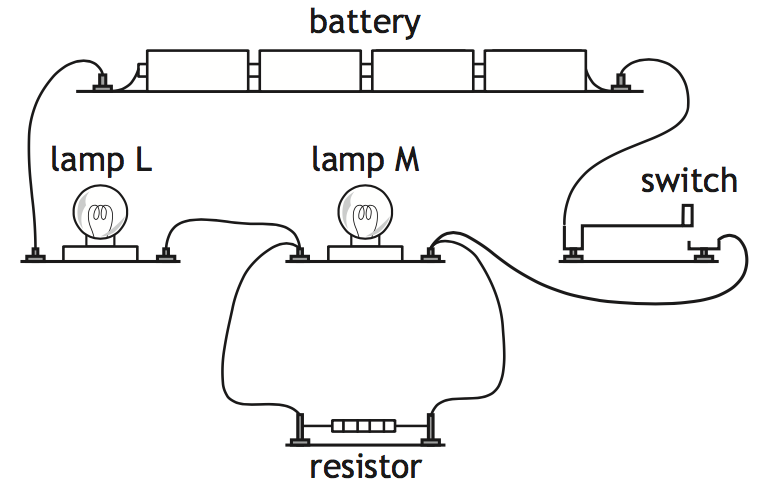 battery
lamp L
lamp M
switch
resistor